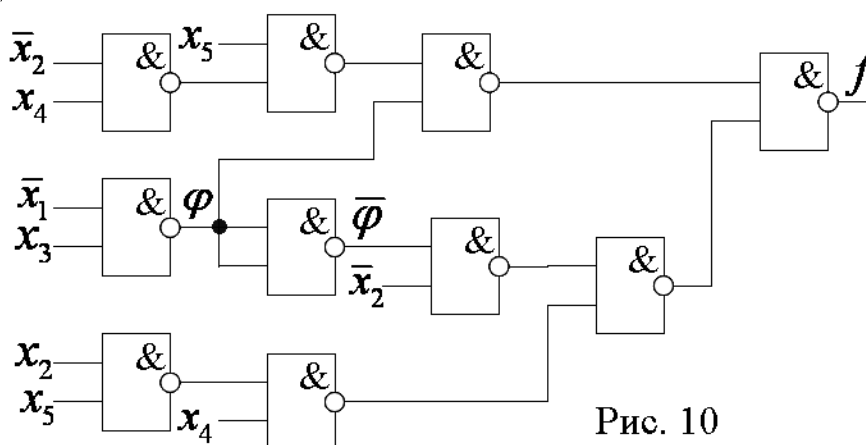 x̄₂ & x₅ & & & f
x₄
x̄₁ & φ & φ̄ & &
x₃ x̄₂
x₂ & &
x₅ x₄
Рис. 10